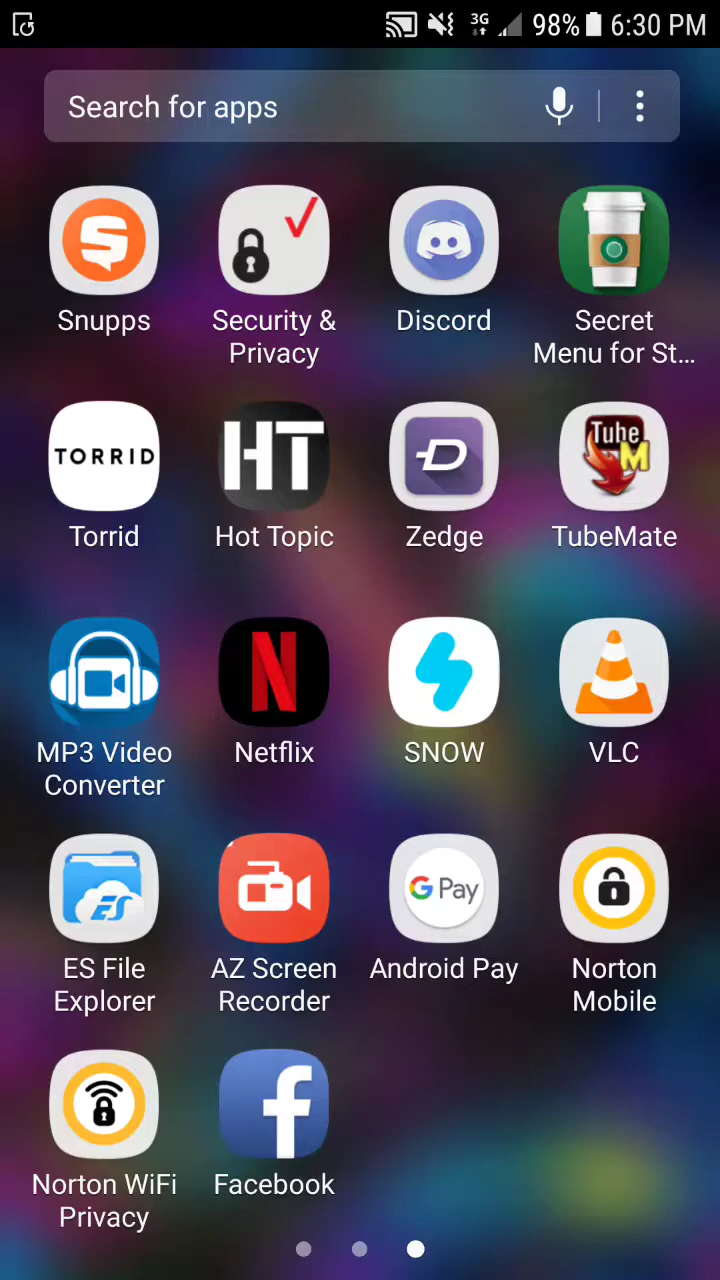 3G 98% 6:30 PM
Search for apps
Snupps
Security &
Privacy
Discord
Secret
Menu for St...
TORRID
HT
Tube
M
Torrid
Hot Topic
Zedge
TubeMate
N
MP3 Video
Converter
Netflix
SNOW
VLC
ES
G Pay
ES File
Explorer
AZ Screen
Recorder
Android Pay
Norton
Mobile
f
Norton WiFi
Privacy
Facebook